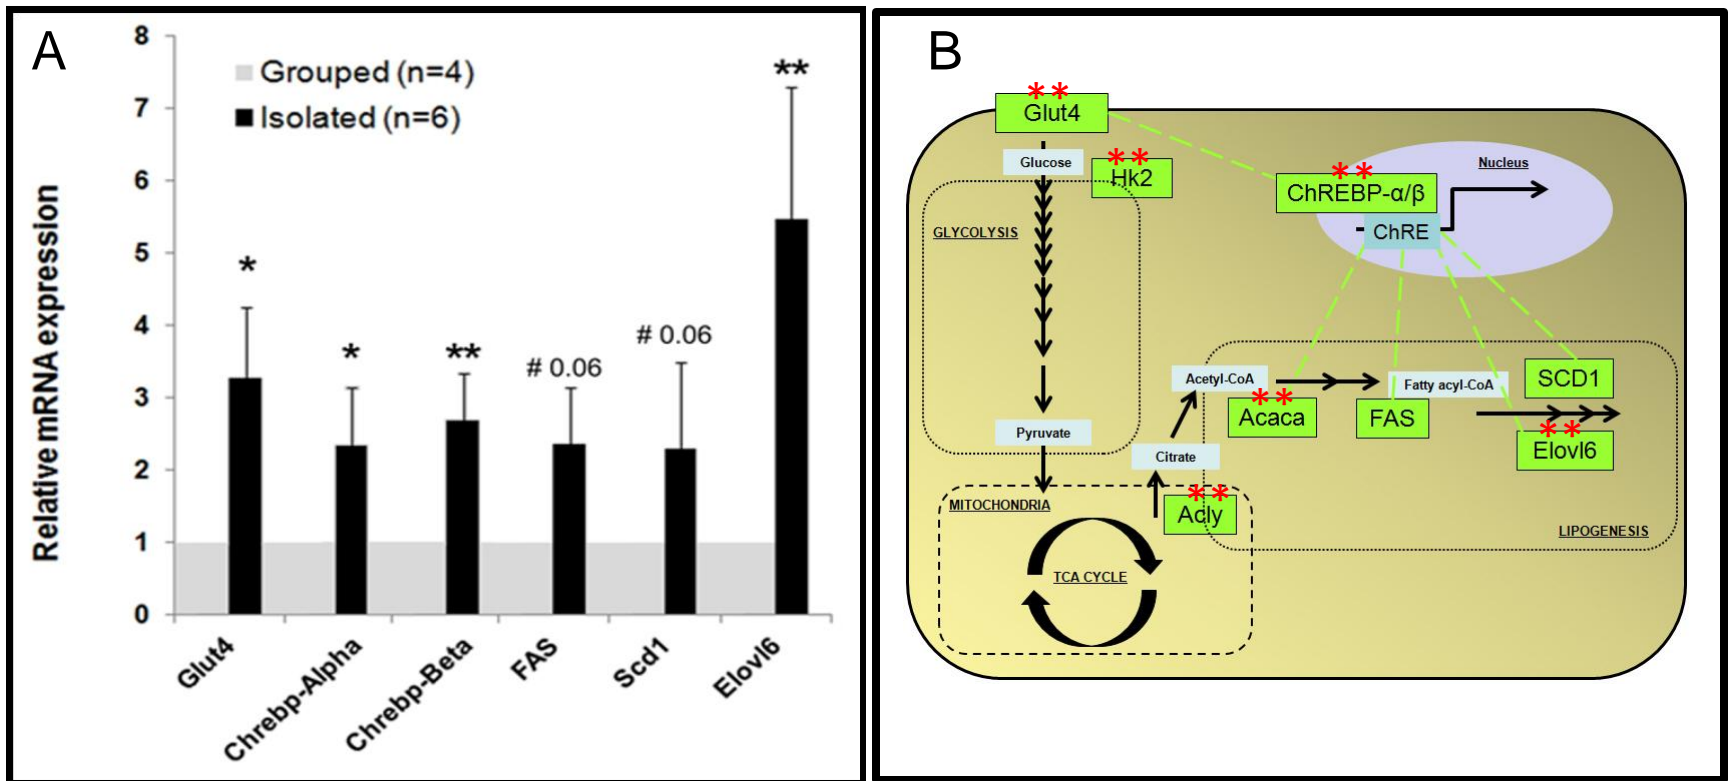 A
8
7
6
5
4
3
2
1
0
Relative mRNA expression
Grouped (n=4)
Isolated (n=6)
*
*
**
# 0.06
# 0.06
**
Glut4
Chrebp-Alpha
Chrebp-Beta
FAS
Scd1
Elovl6
B
**
Glut4
Glucose
**
Hk2
GLYCOLYSIS
Pyruvate
**
ChREBP-α/β
Nucleus
ChRE
Acetyl-CoA
**
Acaca
Fatty acyl-CoA
FAS
SCD1
**
Elovl6
Citrate
**
Acly
MITOCHONDRIA
TCA CYCLE
LIPOGENESIS